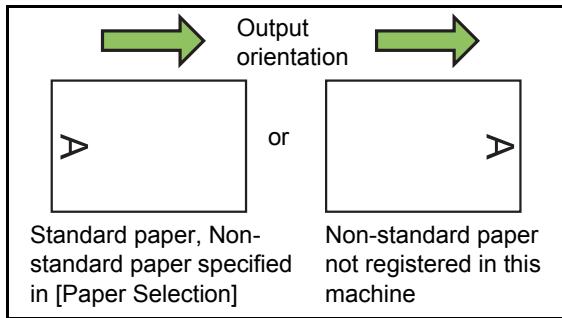 Output
orientation
A
or
A
Standard paper, Non-
standard paper specified
in [Paper Selection]
Non-standard paper
not registered in this
machine